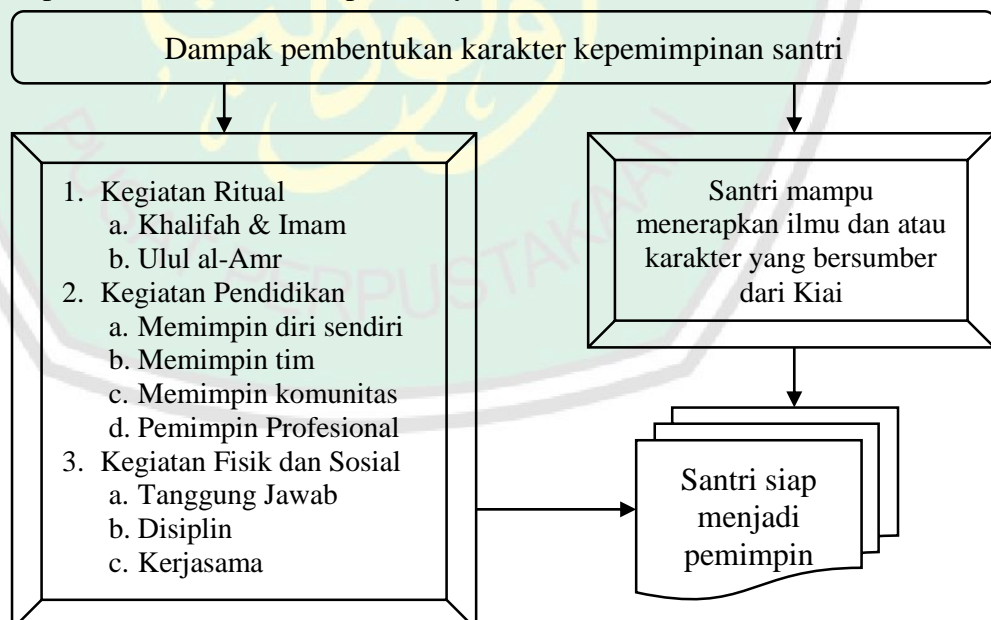 Dampak pembentukan karakter kepemimpinan santri
1. Kegiatan Ritual
a. Khalifah & Imam
b. Ulul al-Amr
2. Kegiatan Pendidikan
a. Memimpin diri sendiri
b. Memimpin tim
c. Memimpin komunitas
d. Pemimpin Profesional
3. Kegiatan Fisik dan Sosial
a. Tanggung Jawab
b. Disiplin
c. Kerjasama
Santri mampu
menerapkan ilmu dan atau
karakter yang bersumber
dari Kiai
Santri siap
menjadi
pemimpin
PERPUSTAKAAN